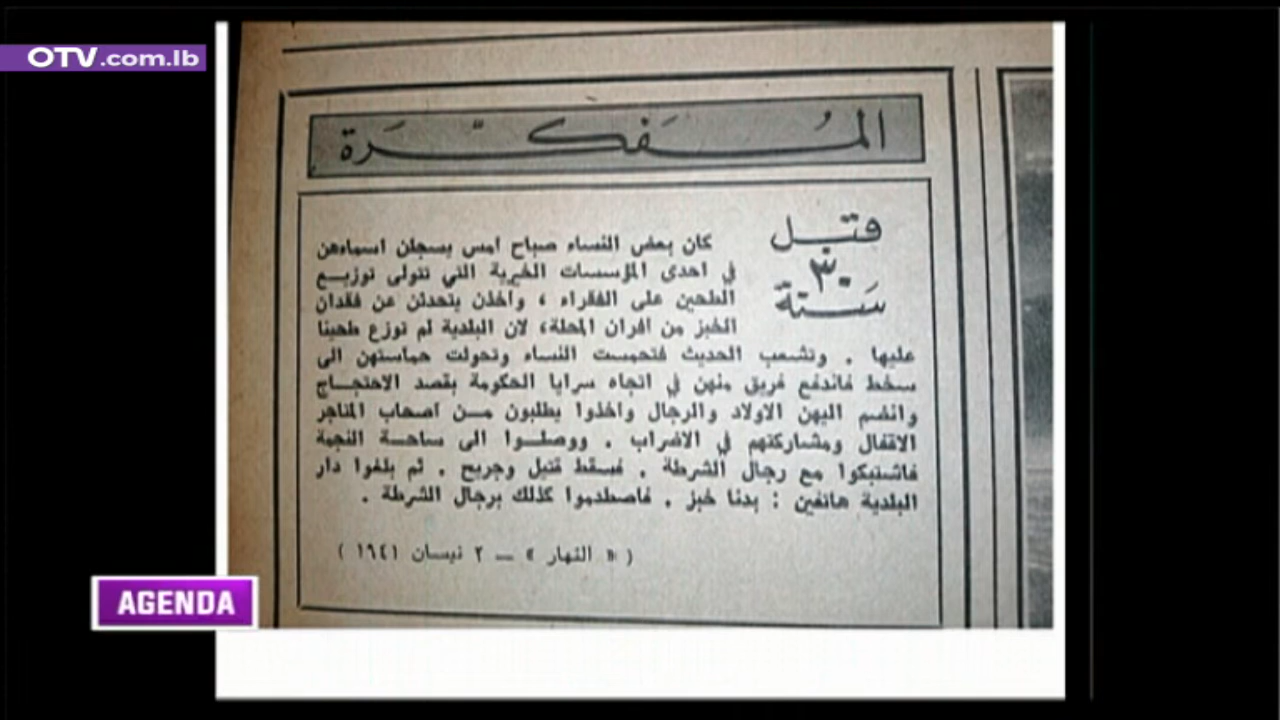 OTV.com.lb
المُفَكَّرَة
قبل
٣٠
سَنة
كان بعض النساء صباح امس يسجلن اسماءهن
في احدى المؤسسات الخيرية التي تتولى توزيع
الطحين على الفقراء ، واخذن يتحدثن عن فقدان
الخبز من افران المحلة، لان البلدية لم توزع طحينا
عليها . وتشعب الحديث فتحمست النساء وتحولت حماستهن الى
سخط فاندفع فريق منهن في اتجاه سرايا الحكومة بقصد الاحتجاج
وانضم اليهن الاولاد والرجال واخذوا يطلبون من اصحاب المتاجر
الاقفال ومشاركتهم في الاضراب . ووصلوا الى ساحة النجمة
فاشتبكوا مع رجال الشرطة . فسقط قتيل وجريح . ثم بلغوا دار
البلدية هاتفين : بدنا خبز . فاصطدموا كذلك برجال الشرطة .
( « النهار » — ٢ نيسان ١٩٤١ )
AGENDA